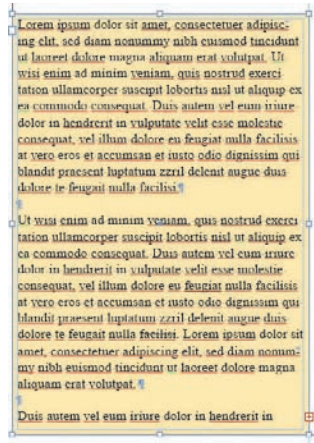 Lorem ipsum dolor sit amet, consectetuer adipisc-
ing elit, sed diam nonummy nibh euismod tincidunt
ut laoreet dolore magna aliquam erat volutpat. Ut
wisi enim ad minim veniam, quis nostrud exerci
tation ullamcorper suscipit lobortis nisl ut aliquip ex
ea commodo consequat. Duis autem vel eum iriure
dolor in hendrerit in vulputate velit esse molestie
consequat, vel illum dolore eu feugiat nulla facilisis
at vero eros et accumsan et iusto odio dignissim qui
blandit praesent luptatum zzril delenit augue duis
dolore te feugait nulla facilisi.¶
¶
Ut wisi enim ad minim veniam, quis nostrud exerci
tation ullamcorper suscipit lobortis nisl ut aliquip ex
ea commodo consequat. Duis autem vel eum iriure
dolor in hendrerit in vulputate velit esse molestie
consequat, vel illum dolore eu feugiat nulla facilisis
at vero eros et accumsan et iusto odio dignissim qui
blandit praesent luptatum zzril delenit augue duis
dolore te feugait nulla facilisi. Lorem ipsum dolor sit
amet, consectetuer adipiscing elit, sed diam nonum-
my nibh euismod tincidunt ut laoreet dolore magna
aliquam erat volutpat.¶
¶
Duis autem vel eum iriure dolor in hendrerit in